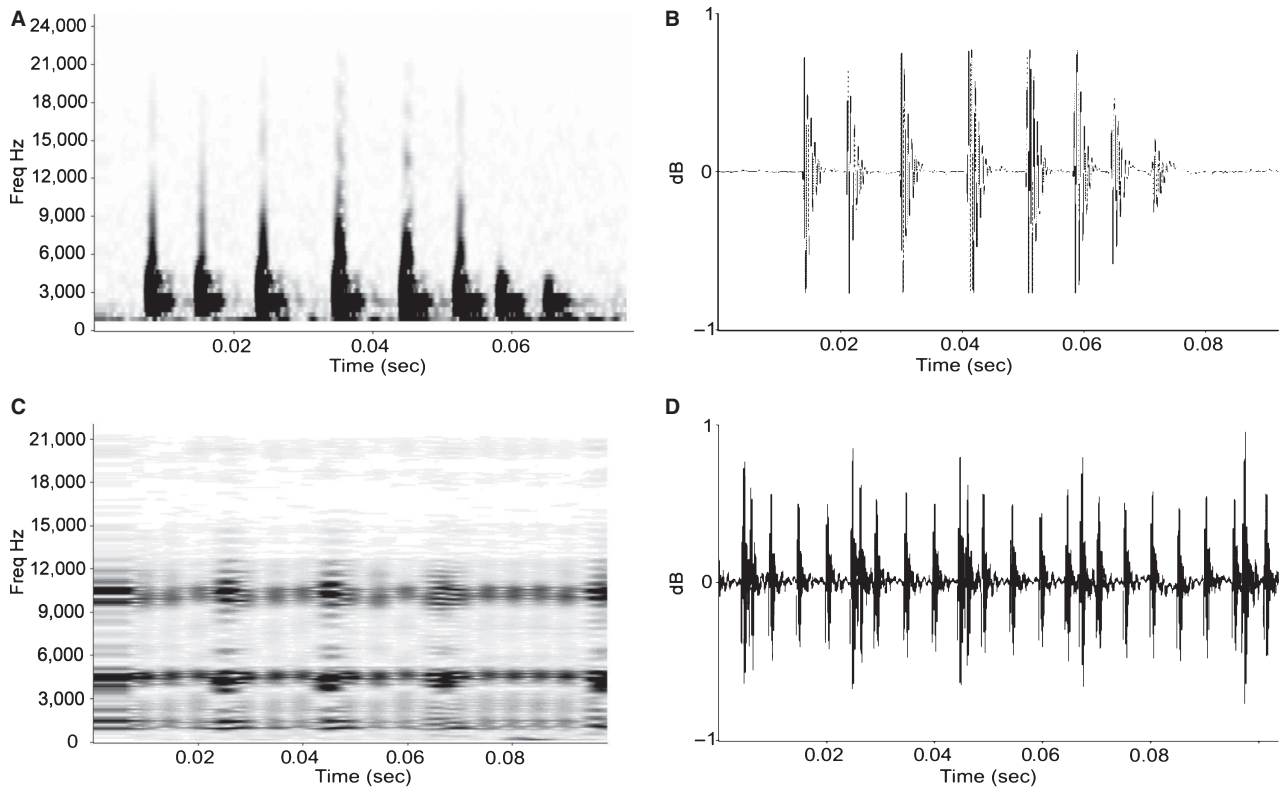 A
24,000
21,000
18,000
15,000
12,000
9,000
6,000
3,000
0
Freq Hz
0.02 0.04 0.06
Time (sec)
B
1
0
–1
dB
0.02 0.04 0.06 0.08
Time (sec)
C
21,000
18,000
15,000
12,000
9,000
6,000
3,000
0
Freq Hz
0.02 0.04 0.06 0.08
Time (sec)
D
1
0
–1
dB
0.02 0.04 0.06 0.08
Time (sec)